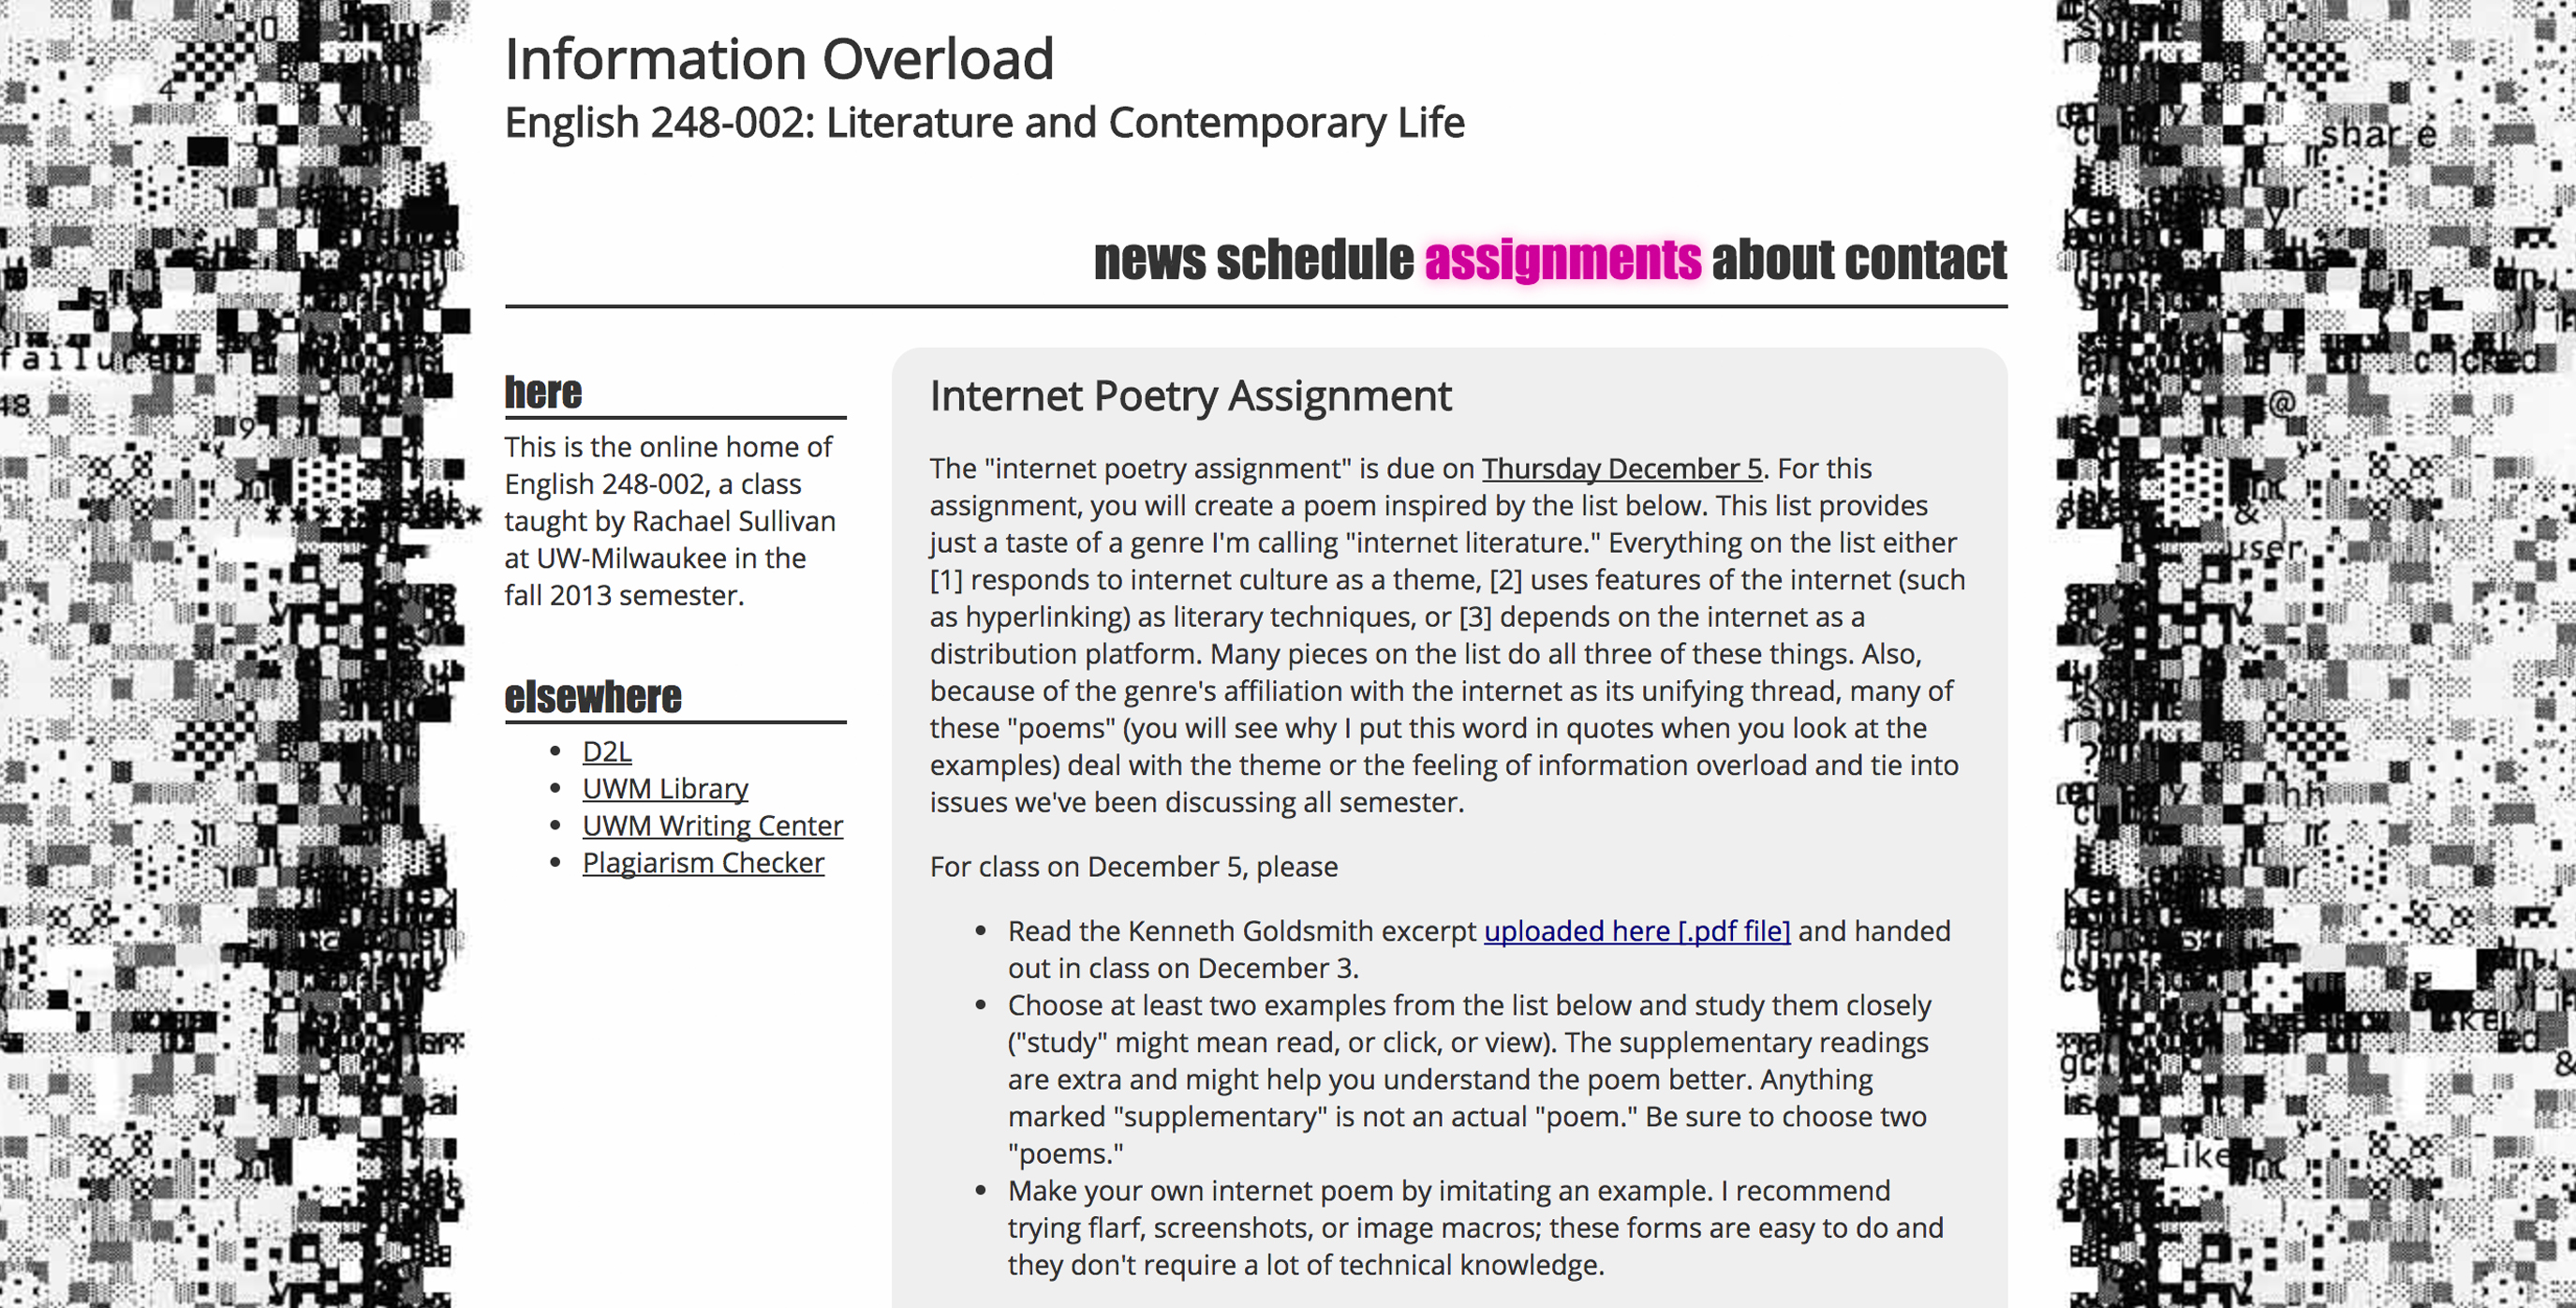 Information Overload
English 248-002: Literature and Contemporary Life
news schedule assignments about contact
here
This is the online home of
English 248-002, a class
taught by Rachael Sullivan
at UW-Milwaukee in the
fall 2013 semester.
elsewhere
D2L
UWM Library
UWM Writing Center
Plagiarism Checker
Internet Poetry Assignment
The "internet poetry assignment" is due on Thursday December 5. For this
assignment, you will create a poem inspired by the list below. This list provides
just a taste of a genre I'm calling "internet literature." Everything on the list either
[1] responds to internet culture as a theme, [2] uses features of the internet (such
as hyperlinking) as literary techniques, or [3] depends on the internet as a
distribution platform. Many pieces on the list do all three of these things. Also,
because of the genre's affiliation with the internet as its unifying thread, many of
these "poems" (you will see why I put this word in quotes when you look at the
examples) deal with the theme or the feeling of information overload and tie into
issues we've been discussing all semester.
For class on December 5, please
Read the Kenneth Goldsmith excerpt uploaded here [.pdf file] and handed
out in class on December 3.
Choose at least two examples from the list below and study them closely
("study" might mean read, or click, or view). The supplementary readings
are extra and might help you understand the poem better. Anything
marked "supplementary" is not an actual "poem." Be sure to choose two
"poems."
Make your own internet poem by imitating an example. I recommend
trying flarf, screenshots, or image macros; these forms are easy to do and
they don't require a lot of technical knowledge.
share
@
&
user
Like